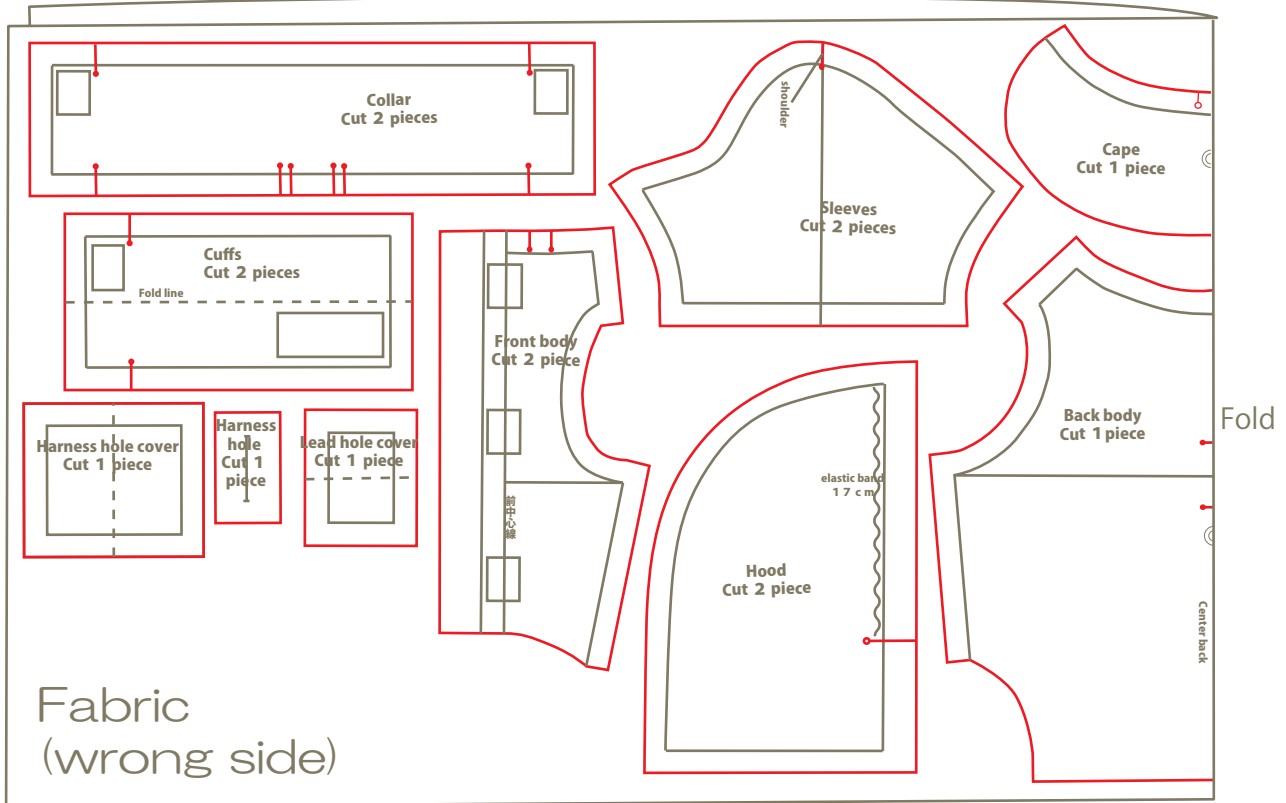 Collar
Cut 2 pieces
shoulder
Sleeves
Cut 2 pieces
Cape
Cut 1 piece
Cuffs
Cut 2 pieces
Fold line
Front body
Cut 2 piece
前中心線
Back body
Cut 1 piece
Fold
Center back
Harness hole cover
Cut 1 piece
Harness
hole
Cut 1
piece
Lead hole cover
Cut 1 piece
elastic band
17cm
Hood
Cut 2 piece
Fabric
(wrong side)